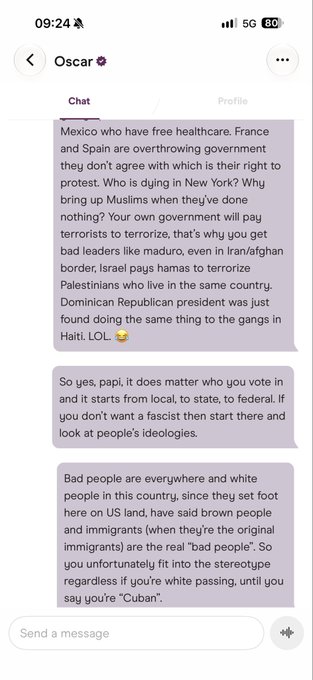 09:24
5G 80
Oscar
Chat
Profile
Mexico who have free healthcare. France
and Spain are overthrowing government
they don’t agree with which is their right to
protest. Who is dying in New York? Why
bring up Muslims when they’ve done
nothing? Your own government will pay
terrorists to terrorize, that’s why you get
bad leaders like maduro, even in Iran/afghan
border, Israel pays hamas to terrorize
Palestinians who live in the same country.
Dominican Republican president was just
found doing the same thing to the gangs in
Haiti. LOL. 😂
So yes, papi, it does matter who you vote in
and it starts from local, to state, to federal. If
you don’t want a fascist then start there and
look at people’s ideologies.
Bad people are everywhere and white
people in this country, since they set foot
here on US land, have said brown people
and immigrants (when they’re the original
immigrants) are the real “bad people”. So
you unfortunately fit into the stereotype
regardless if you’re white passing, until you
say you’re “Cuban”.
Send a message